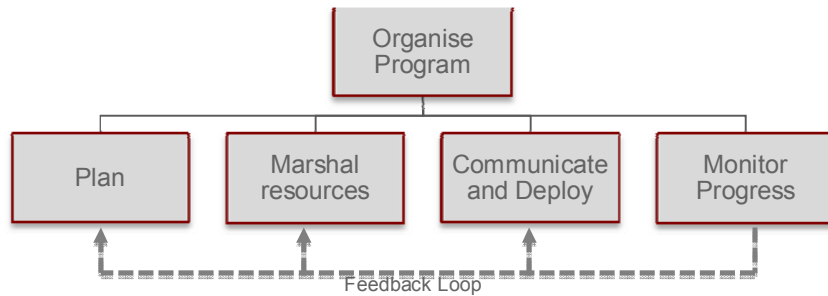 Organise
Program
Plan
Marshal
resources
Communicate
and Deploy
Monitor
Progress
Feedback Loop